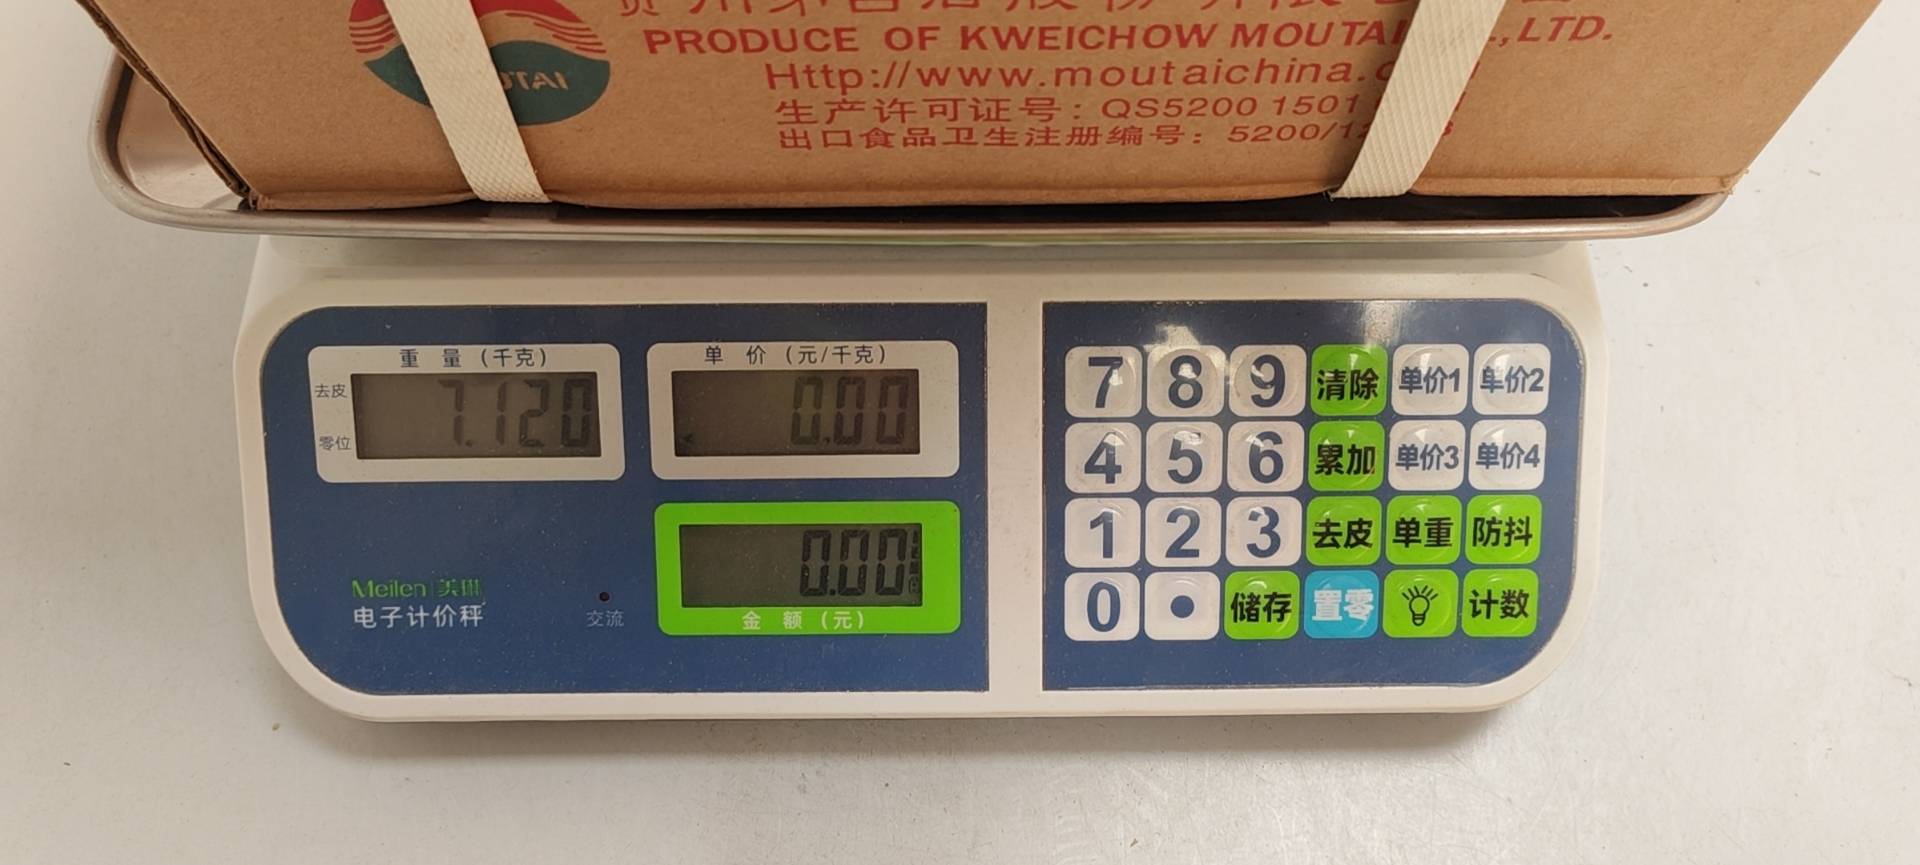 PRODUCE OF KWEICHOW MOUTAI ,LTD.
Http://www.moutaichina.
生产许可证号: QS5200 1501
出口食品卫生注册编号: 5200/1
重 量 (千克)
去皮
零位
7.120
单 价 (元/千克)
0.00
0.00
金 额 (元)
Meilen 美琳
电子计价秤
交流
7 8 9 清除 单价1 单价2
4 5 6 累加 单价3 单价4
1 2 3 去皮 单重 防抖
0 • 储存 置零 计数